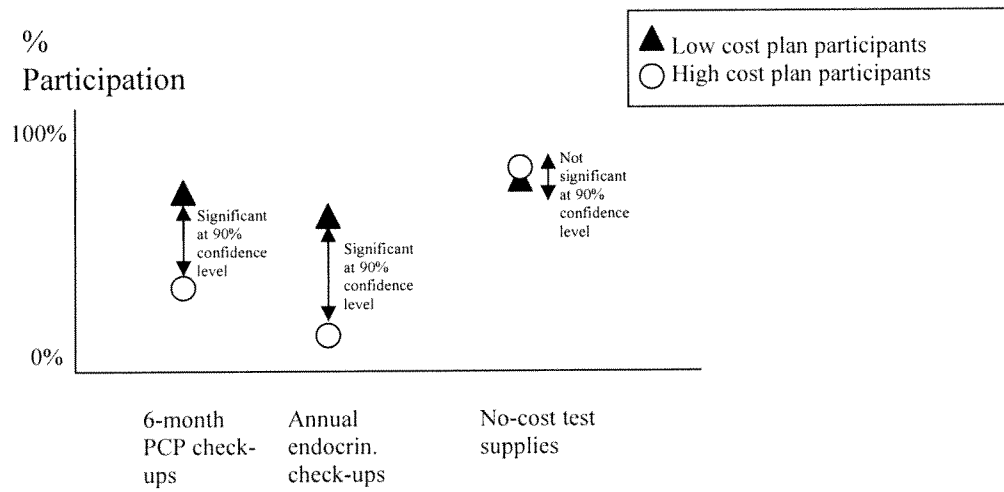 %
Participation
Low cost plan participants
High cost plan participants
100%
0%
Significant
at 90%
confidence
level
Significant
at 90%
confidence
level
Not
significant
at 90%
confidence
level
6-month
PCP check-
ups
Annual
endocrin.
check-ups
No-cost test
supplies